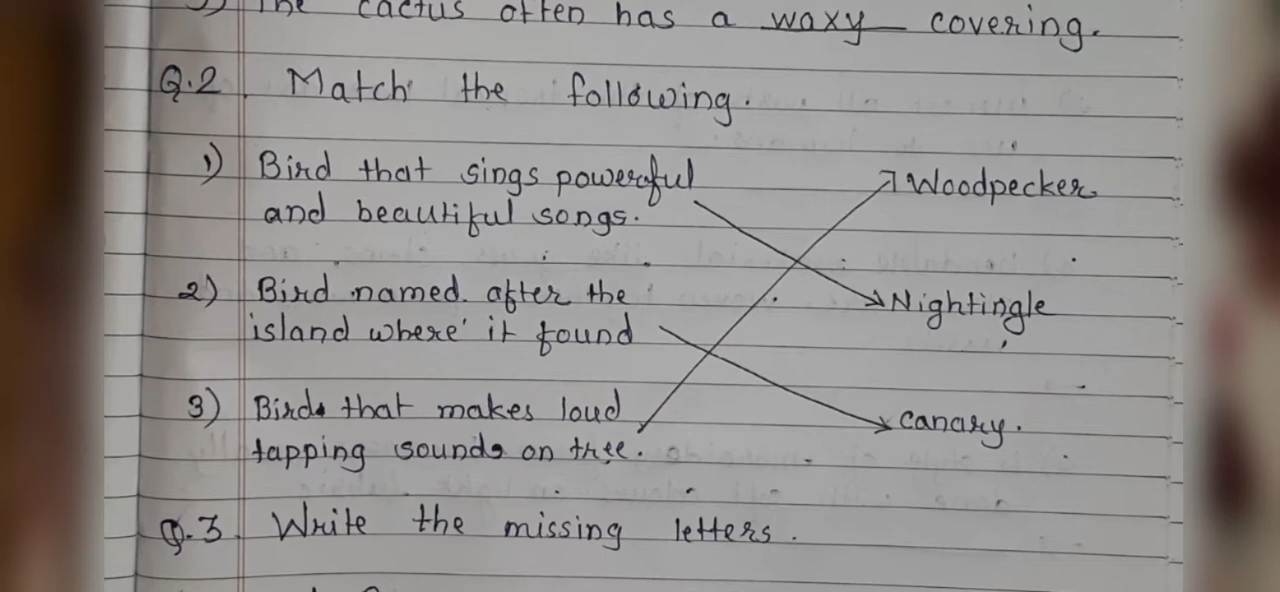 The cactus often has a waxy covering.
Q.2 Match the following.
1) Bird that sings powerful
and beautiful songs.
Woodpecker.
2) Bird named after the
island where it found
Nightingle
3) Bird that makes loud
tapping sounds on tree.
canary.
Q.3 Write the missing letters.